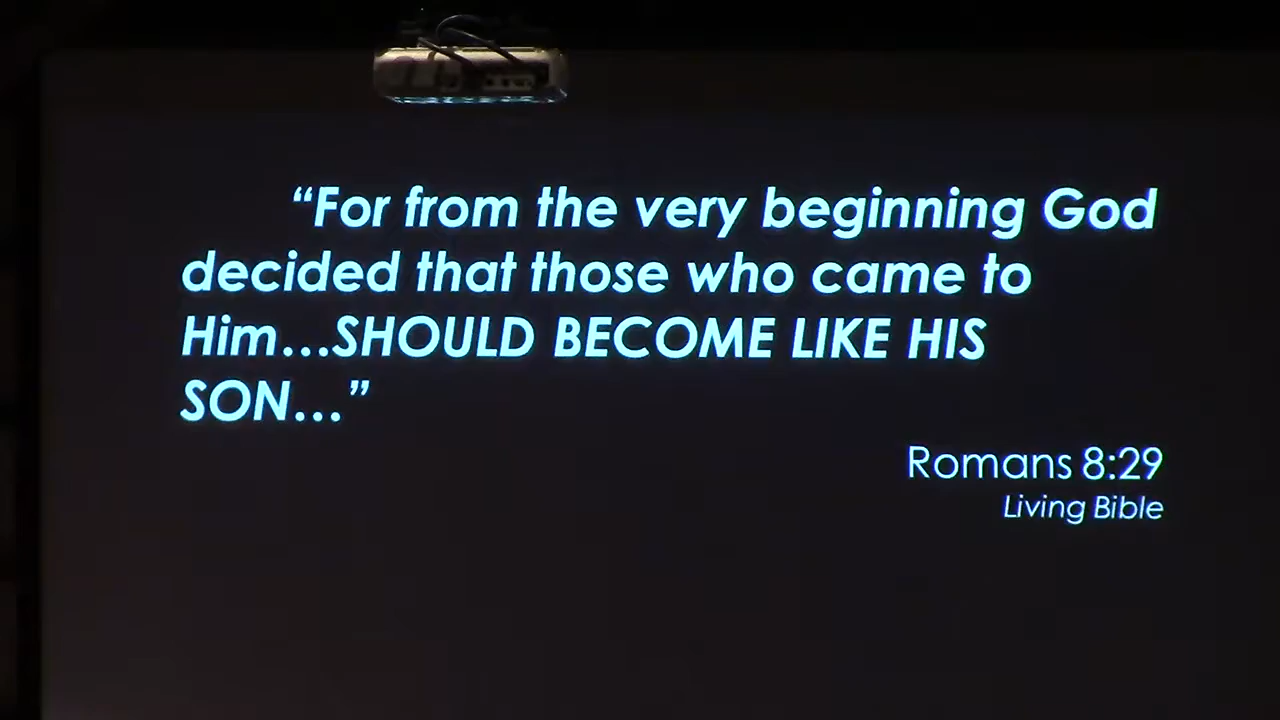 “For from the very beginning God
decided that those who came to
Him…SHOULD BECOME LIKE HIS
SON…”
Romans 8:29
Living Bible